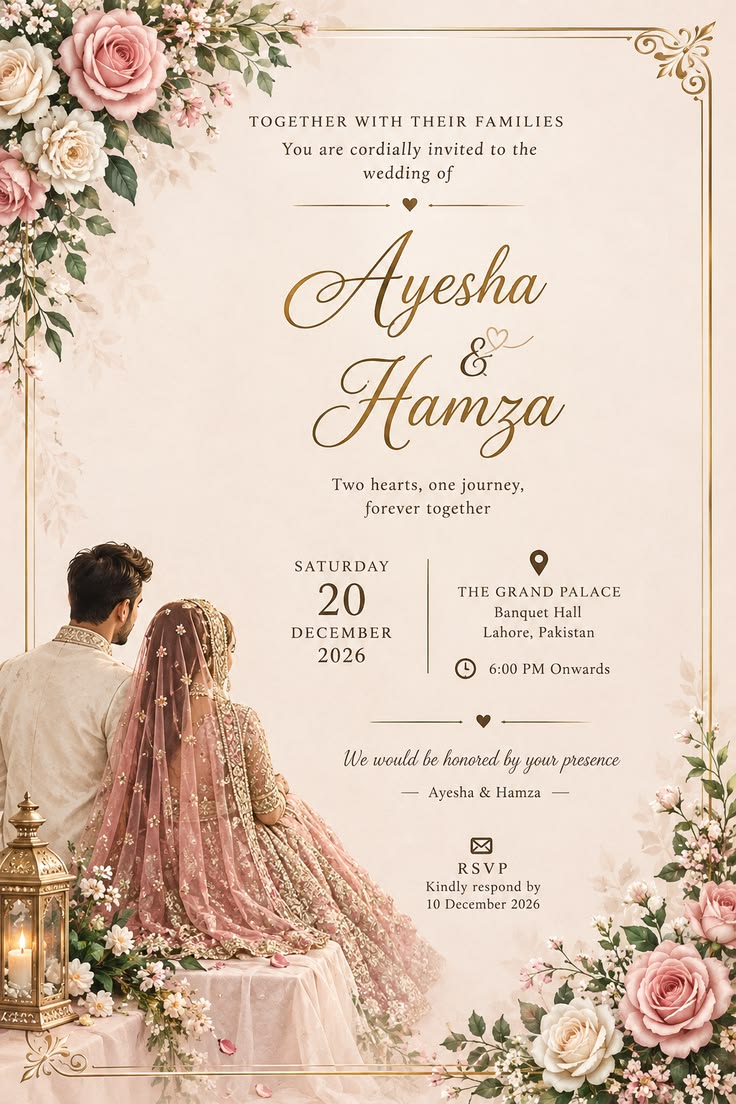 TOGETHER WITH THEIR FAMILIES
You are cordially invited to the
wedding of
Ayesha
&
Hamza
Two hearts, one journey,
forever together
SATURDAY
20
DECEMBER
2026
THE GRAND PALACE
Banquet Hall
Lahore, Pakistan
6:00 PM Onwards
We would be honored by your presence
— Ayesha & Hamza —
RSVP
Kindly respond by
10 December 2026